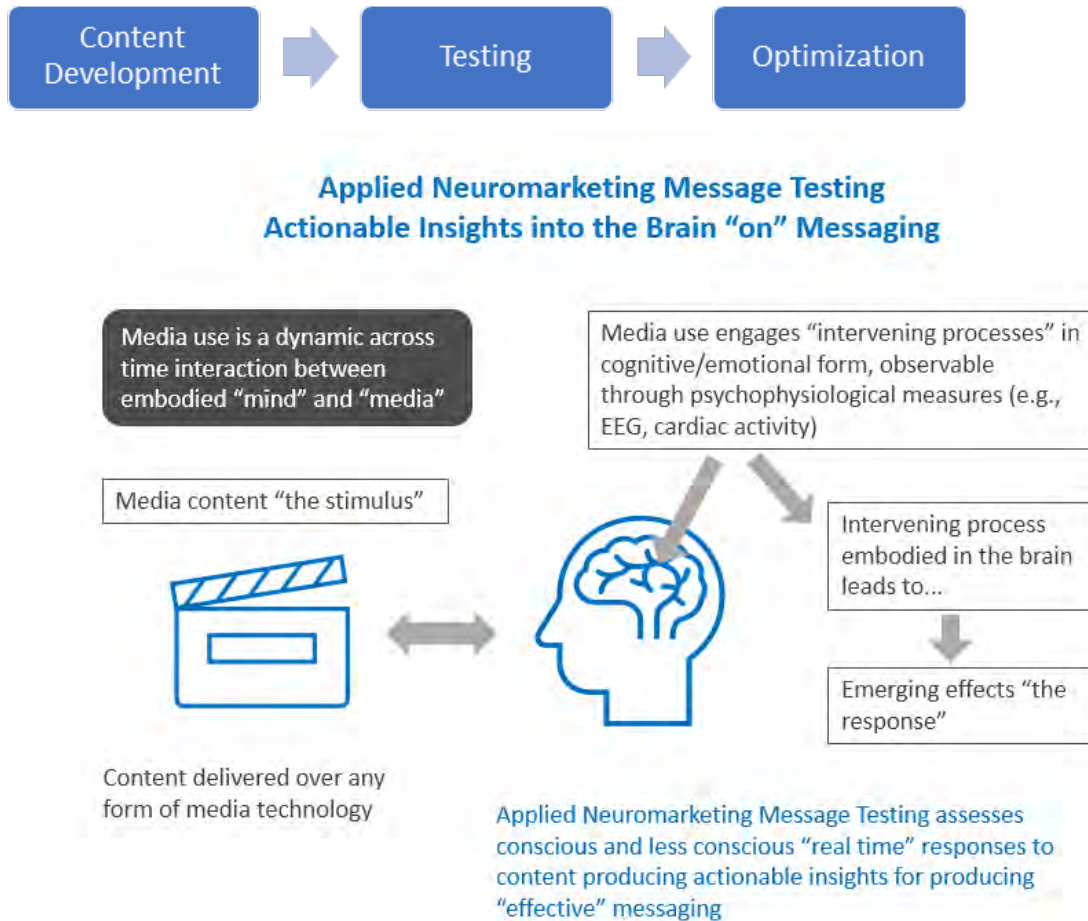 Content
Development
Testing
Optimization
Applied Neuromarketing Message Testing
Actionable Insights into the Brain “on” Messaging
Media use is a dynamic across
time interaction between
embodied “mind” and “media”
Media use engages “intervening processes” in
cognitive/emotional form, observable
through psychophysiological measures (e.g.,
EEG, cardiac activity)
Media content “the stimulus”
Intervening process
embodied in the brain
leads to...
Emerging effects “the
response”
Content delivered over any
form of media technology
Applied Neuromarketing Message Testing assesses
conscious and less conscious “real time” responses to
content producing actionable insights for producing
“effective” messaging